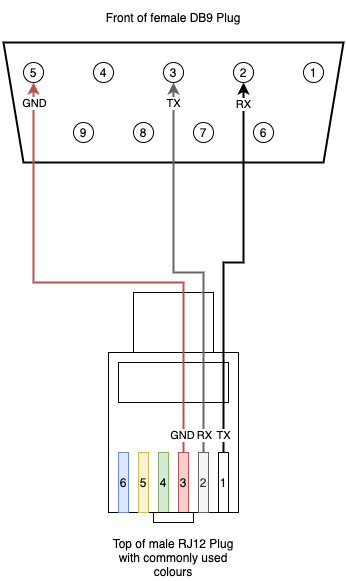 Front of female DB9 Plug
5 4 3 2 1
GND TX RX
9 8 7 6
GND RX TX
6 5 4 3 2 1
Top of male RJ12 Plug
with commonly used
colours